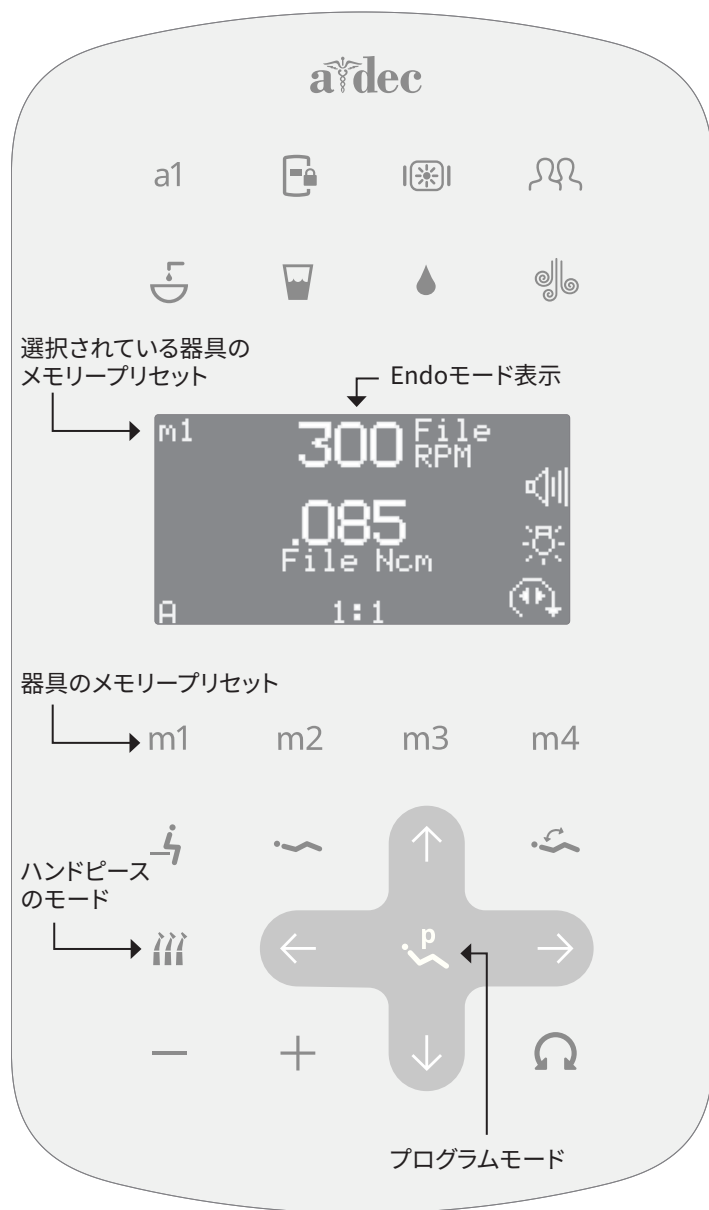 a dec
a1
選択されている器具の
メモリープリセット
Endoモード表示
m1
300 File
RPM
.085
File Ncm
A 1:1
器具のメモリープリセット
m1 m2 m3 m4
ハンドピース
のモード
p
プログラムモード